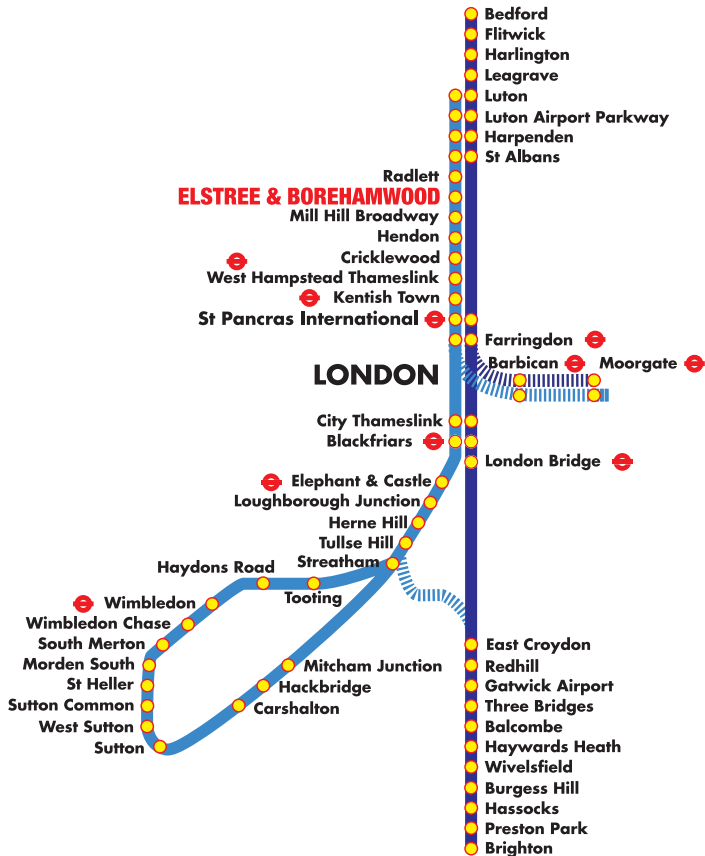 Bedford
Flitwick
Harlington
Leagrave
Luton
Luton Airport Parkway
Harpenden
St Albans
Radlett
ELSTREE & BOREHAMWOOD
Mill Hill Broadway
Hendon
Cricklewood
West Hampstead Thameslink
Kentish Town
St Pancras International
Farringdon
Barbican
Moorgate
LONDON
City Thameslink
Blackfriars
London Bridge
Elephant & Castle
Loughborough Junction
Herne Hill
Tullse Hill
Streatham
Haydons Road
Tooting
Wimbledon
Wimbledon Chase
South Merton
Morden South
St Heller
Sutton Common
West Sutton
Sutton
Mitcham Junction
Hackbridge
Carshalton
East Croydon
Redhill
Gatwick Airport
Three Bridges
Balcombe
Haywards Heath
Wivelsfield
Burgess Hill
Hassocks
Preston Park
Brighton